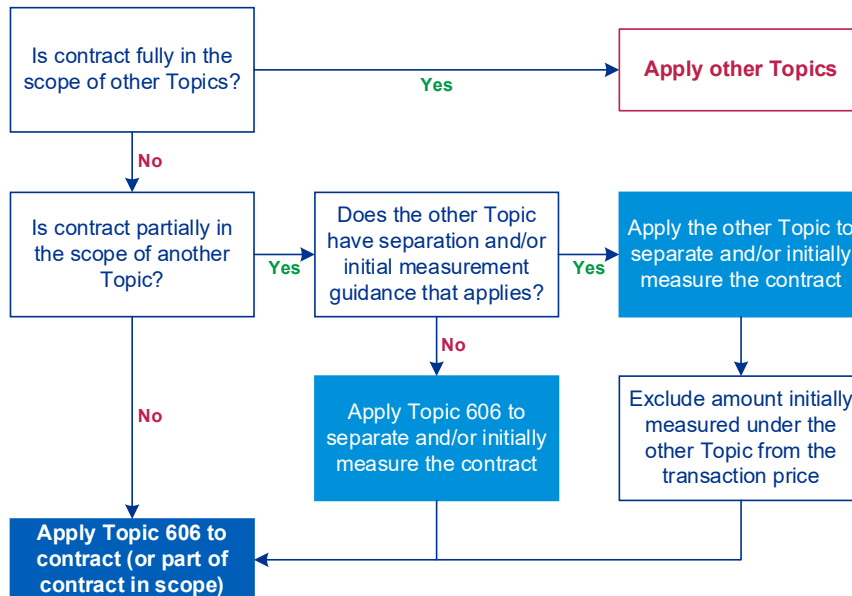 Is contract fully in the
scope of other Topics?
Yes
Apply other Topics
No
Is contract partially in
the scope of another
Topic?
Yes
Does the other Topic
have separation and/or
initial measurement
guidance that applies?
Yes
Apply the other Topic to
separate and/or initially
measure the contract
No
No
Apply Topic 606 to
separate and/or initially
measure the contract
Exclude amount initially
measured under the
other Topic from the
transaction price
Apply Topic 606 to
contract (or part of
contract in scope)